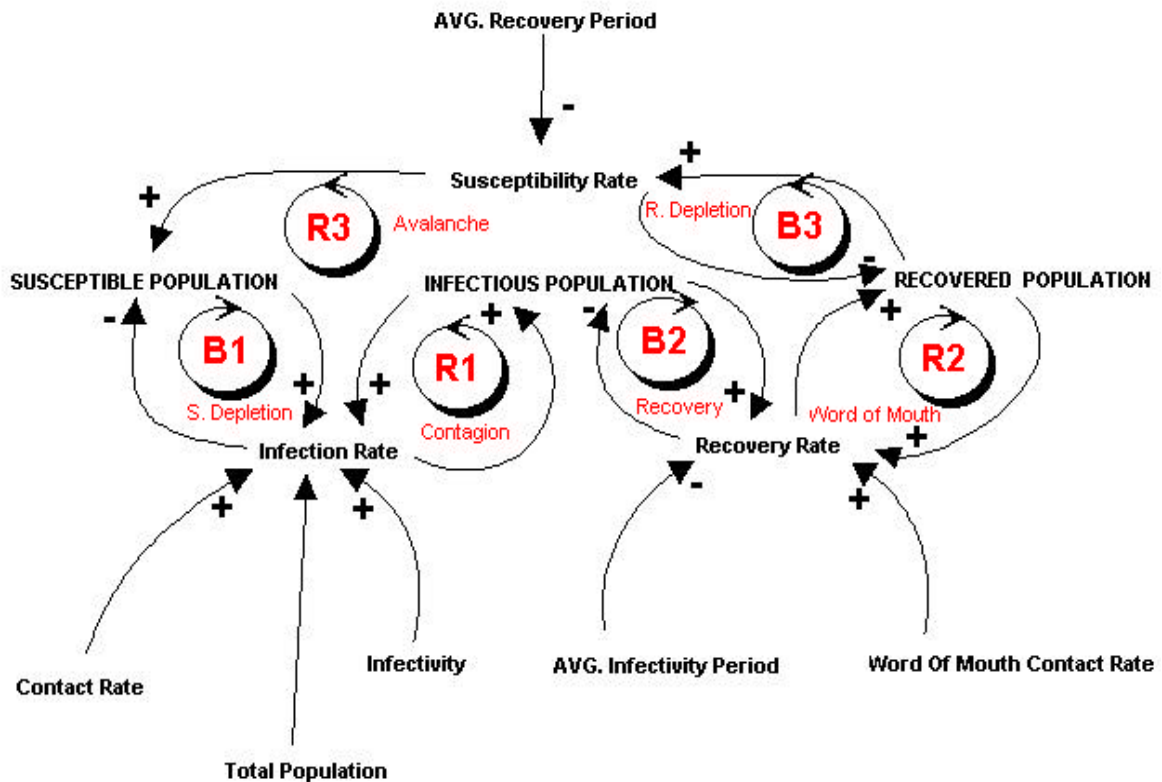 AVG. Recovery Period
-
+
Susceptibility Rate
+
R3
Avalanche
R. Depletion
B3
-
SUSCEPTIBLE POPULATION
INFECTIOUS POPULATION
RECOVERED POPULATION
-
B1
+
R1
-
B2
+
R2
+
+
+
S. Depletion
Contagion
Recovery
Word of Mouth
+
Infection Rate
Recovery Rate
+
+
-
+
Infectivity
AVG. Infectivity Period
Word Of Mouth Contact Rate
Contact Rate
Total Population